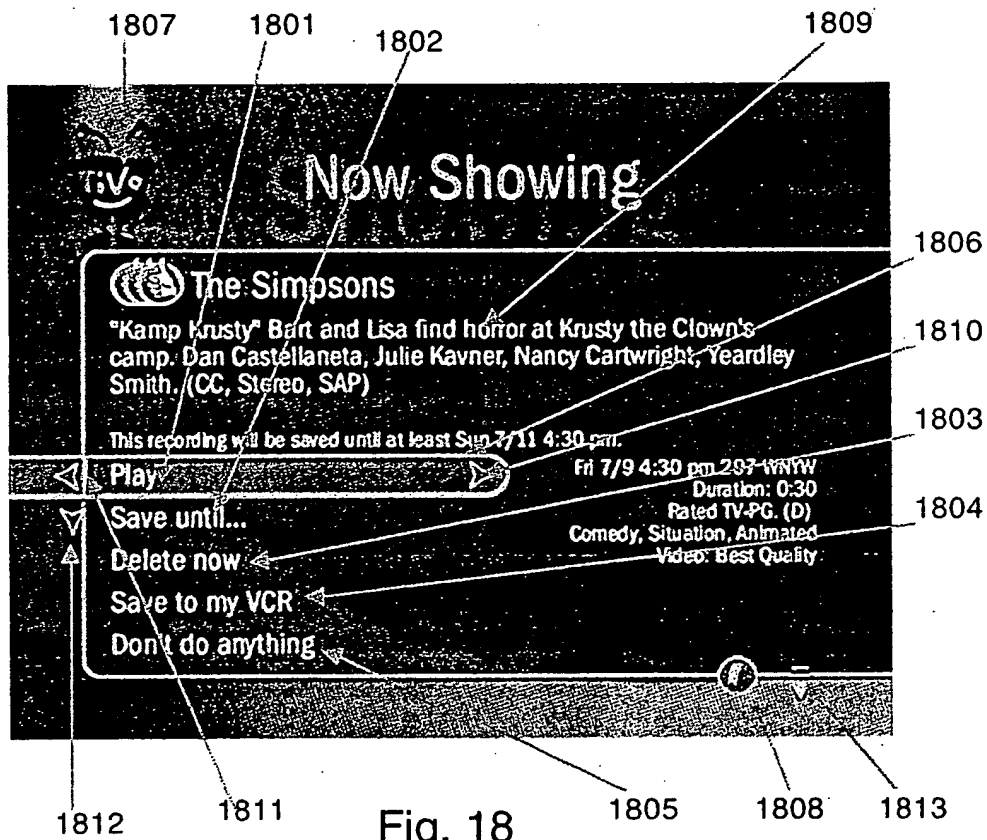 1807
1801
1802
1809
TiVo
Now Showing
1806
The Simpsons
1810
"Kamp Krusty" Bart and Lisa find horror at Krusty the Clown's
camp. Dan Castellaneta, Julie Kavner, Nancy Cartwright, Yeardley
Smith. (CC, Stereo, SAP)
1803
This recording will be saved until at least Sun 7/11 4:30 pm.
Play
Fri 7/9 4:30 pm 297 WNYW
Duration: 0:30
1804
Save until...
Rated TV-PG. (D)
Comedy, Situation, Animated
Delete now
Video: Best Quality
Save to my VCR
Don't do anything
1812
1811
Fig. 18
1805
1808
1813